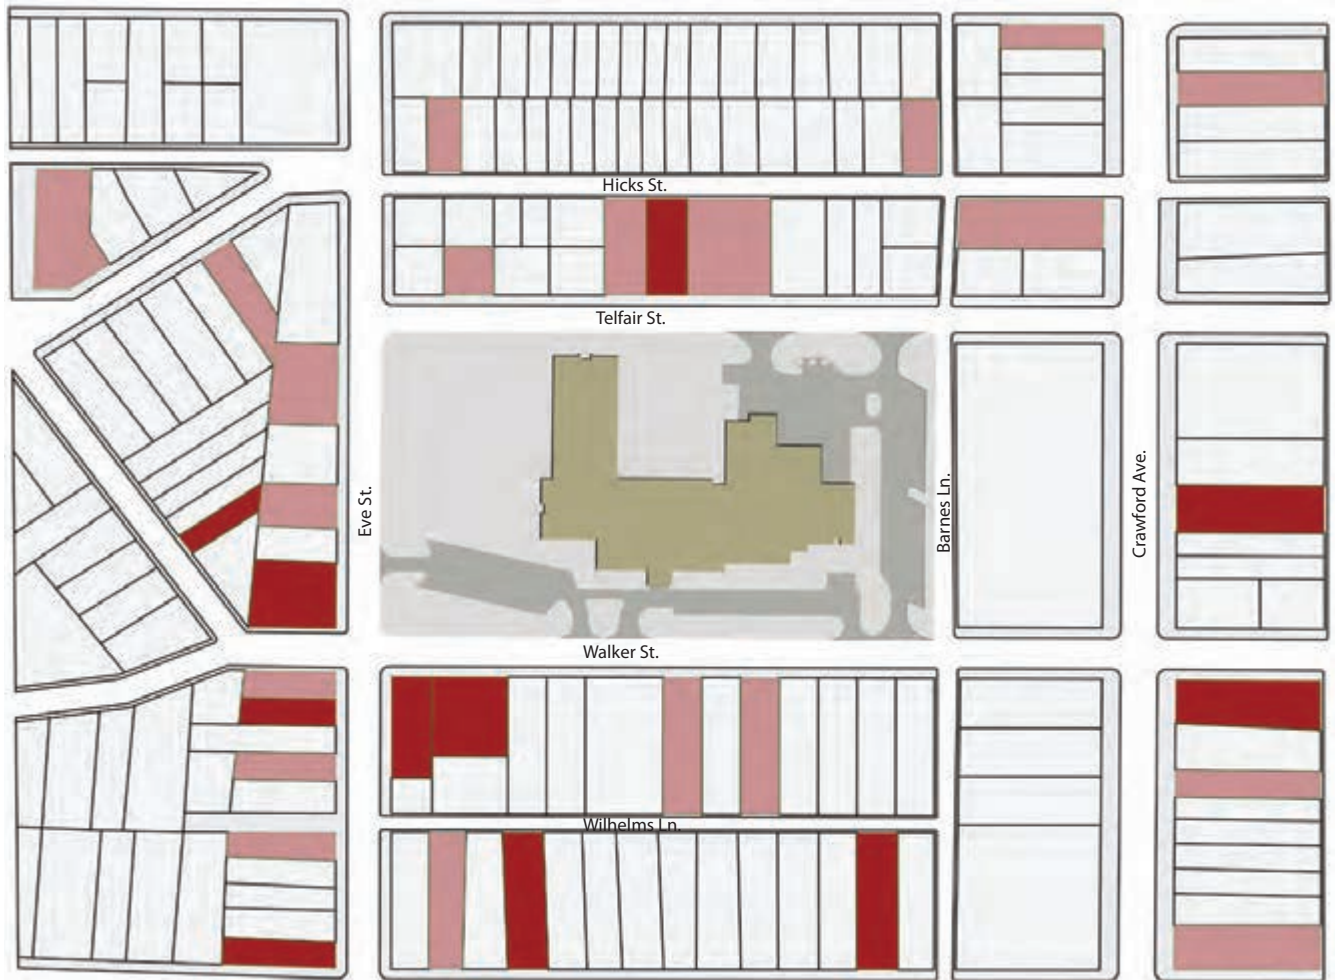 Hicks St.
Telfair St.
Eve St.
Barnes Ln.
Crawford Ave.
Walker St.
Wilhelms Ln.